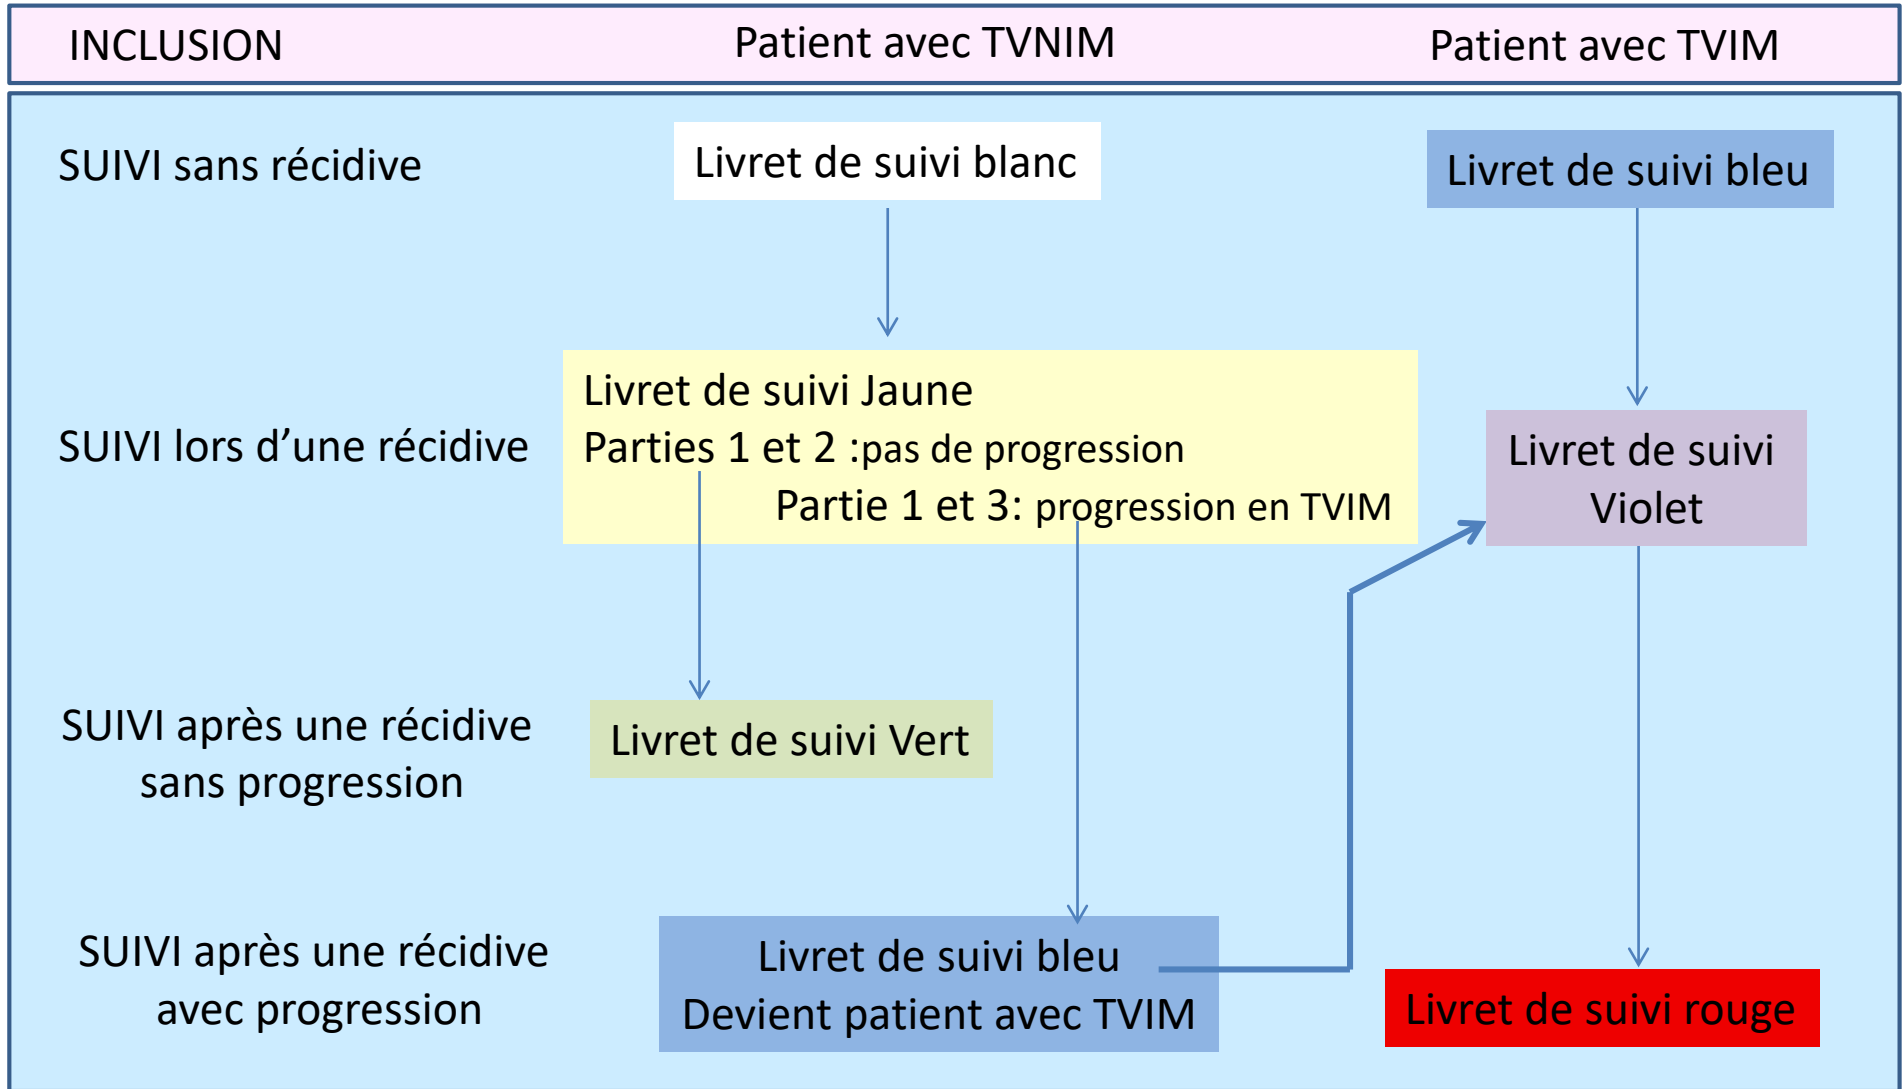 INCLUSION
Patient avec TVNIM
Patient avec TVIM
SUIVI sans récidive
Livret de suivi blanc
Livret de suivi bleu
SUIVI lors d’une récidive
Livret de suivi Jaune
Parties 1 et 2 :pas de progression
Partie 1 et 3: progression en TVIM
Livret de suivi
Violet
SUIVI après une récidive
sans progression
Livret de suivi Vert
SUIVI après une récidive
avec progression
Livret de suivi bleu
Devient patient avec TVIM
Livret de suivi rouge